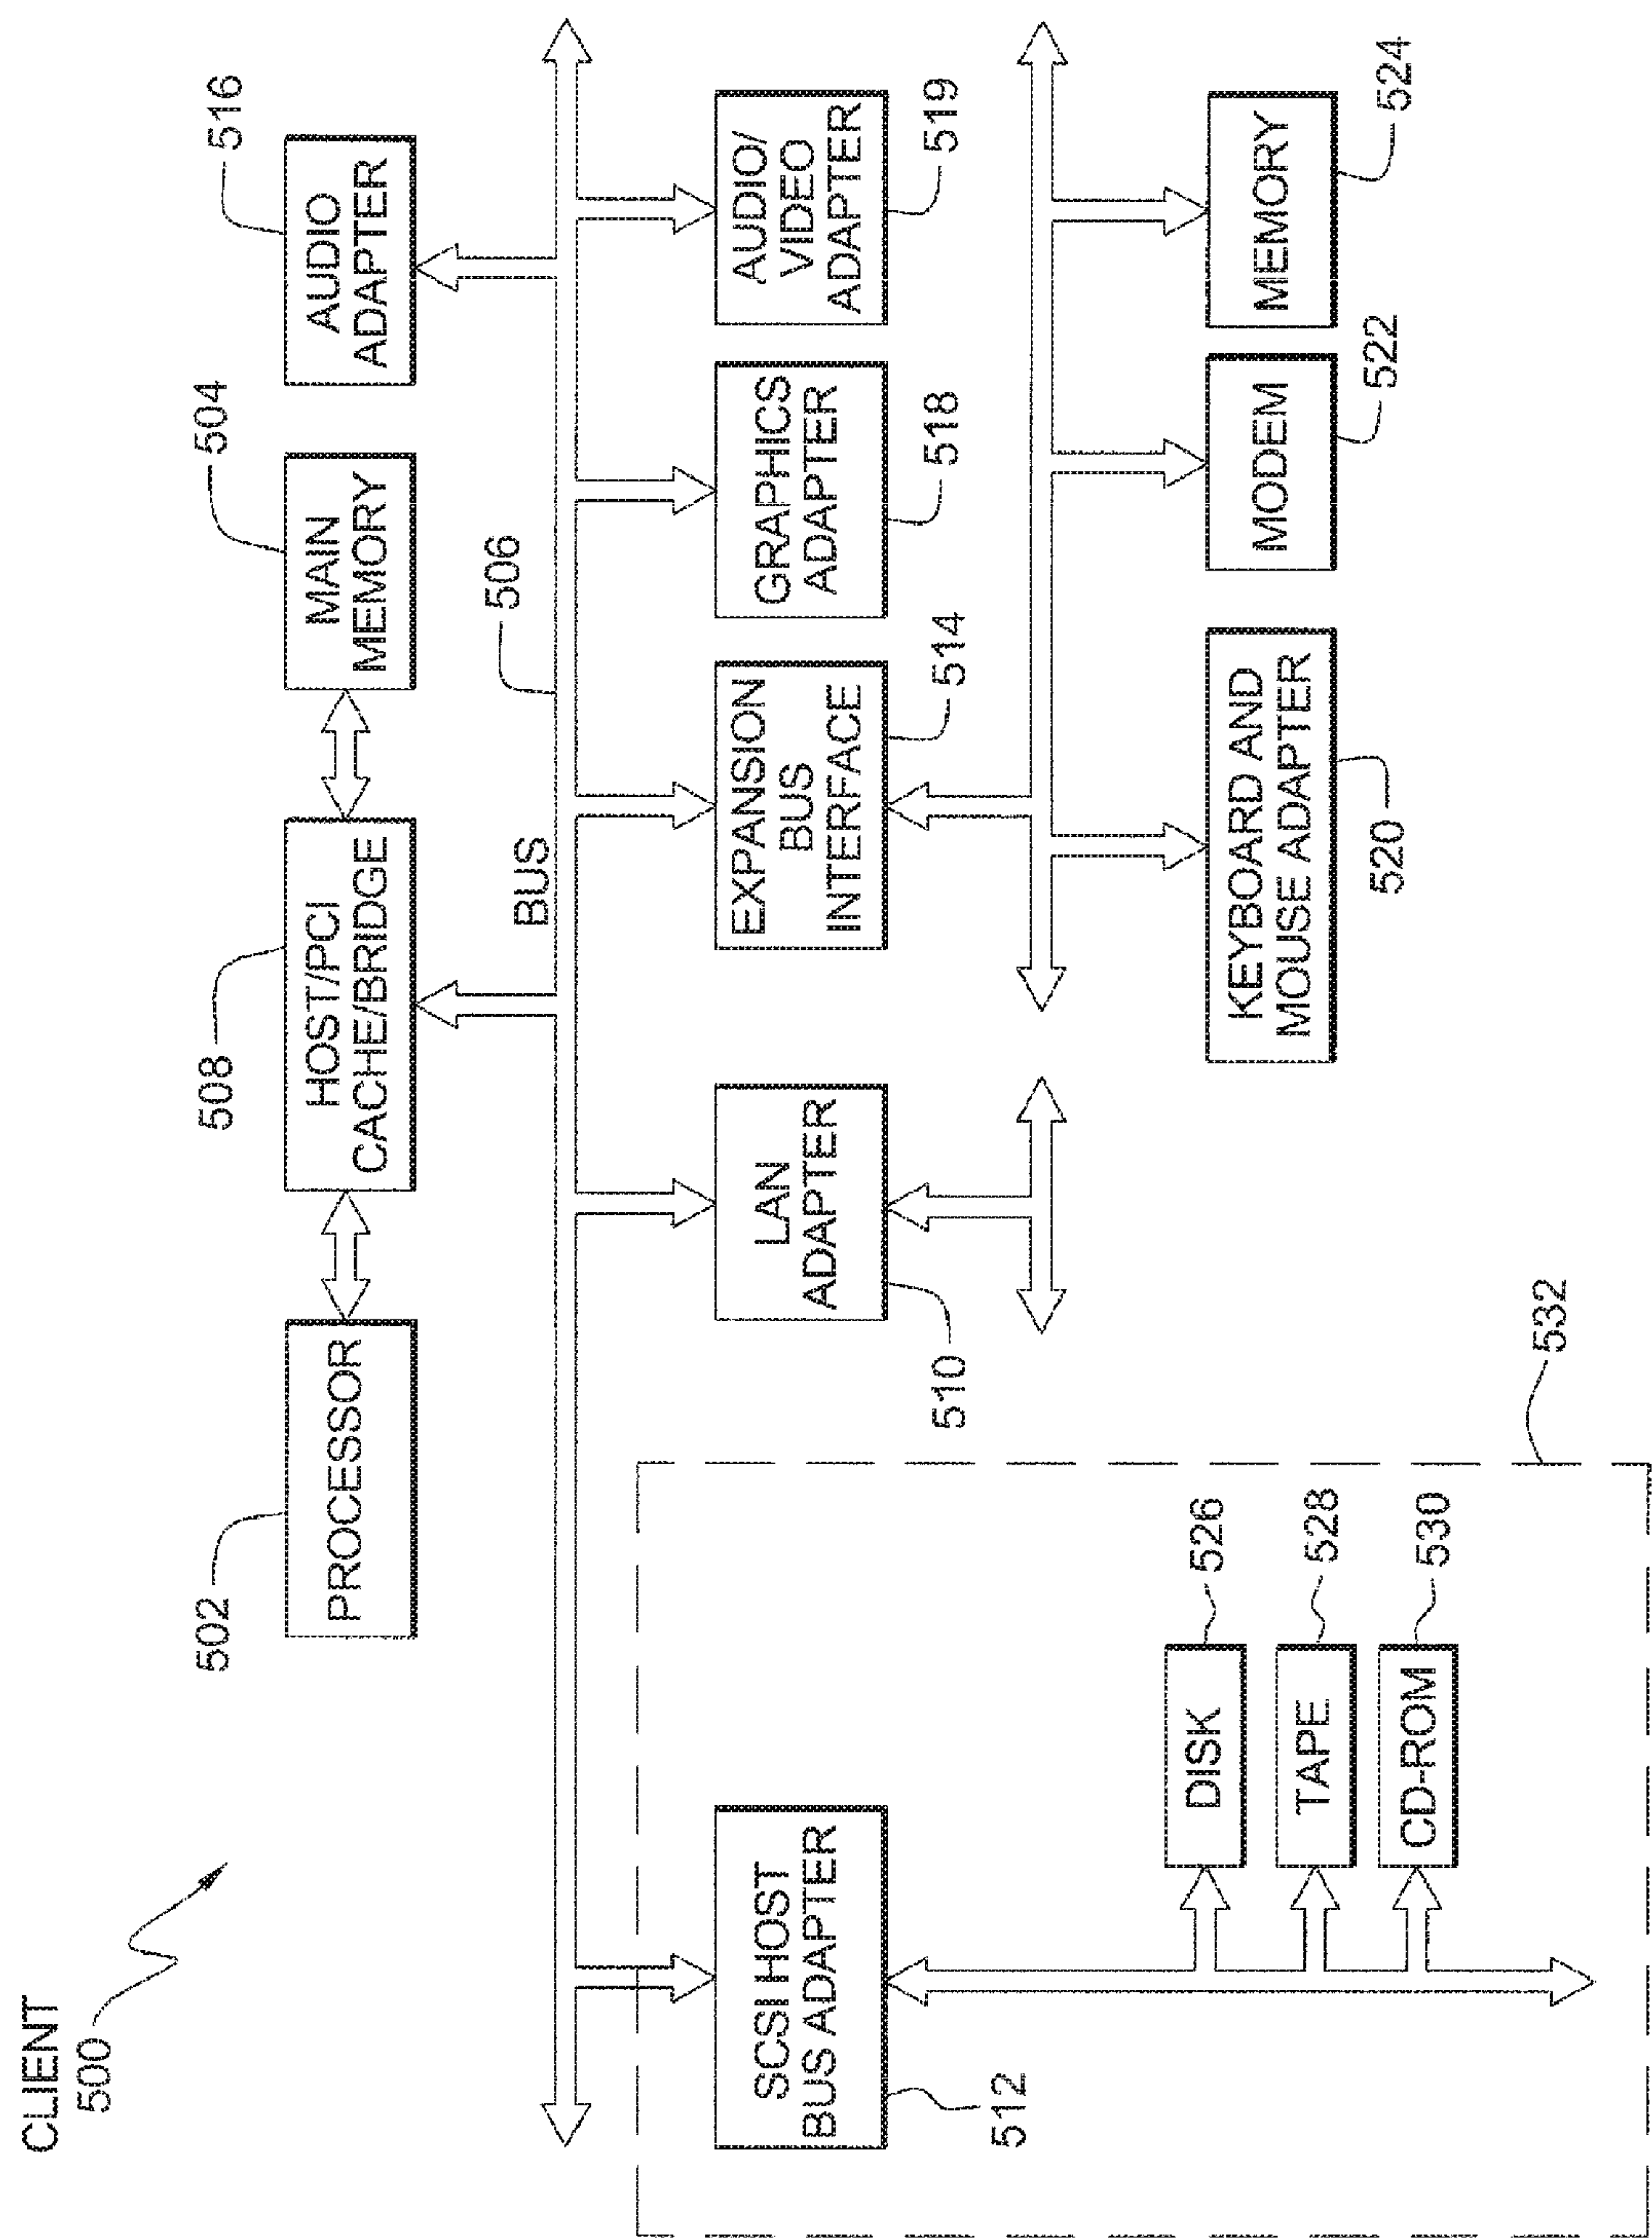 CLIENT
500
502
PROCESSOR
508
HOST/PCI
CACHE/BRIDGE
504
MAIN
MEMORY
516
AUDIO
ADAPTER
BUS
506
SCSI HOST
BUS ADAPTER
512
LAN
ADAPTER
510
EXPANSION
BUS
INTERFACE
514
GRAPHICS
ADAPTER
518
AUDIO/
VIDEO
ADAPTER
519
DISK
526
TAPE
528
CD-ROM
530
532
KEYBOARD AND
MOUSE ADAPTER
520
MODEM
522
MEMORY
524